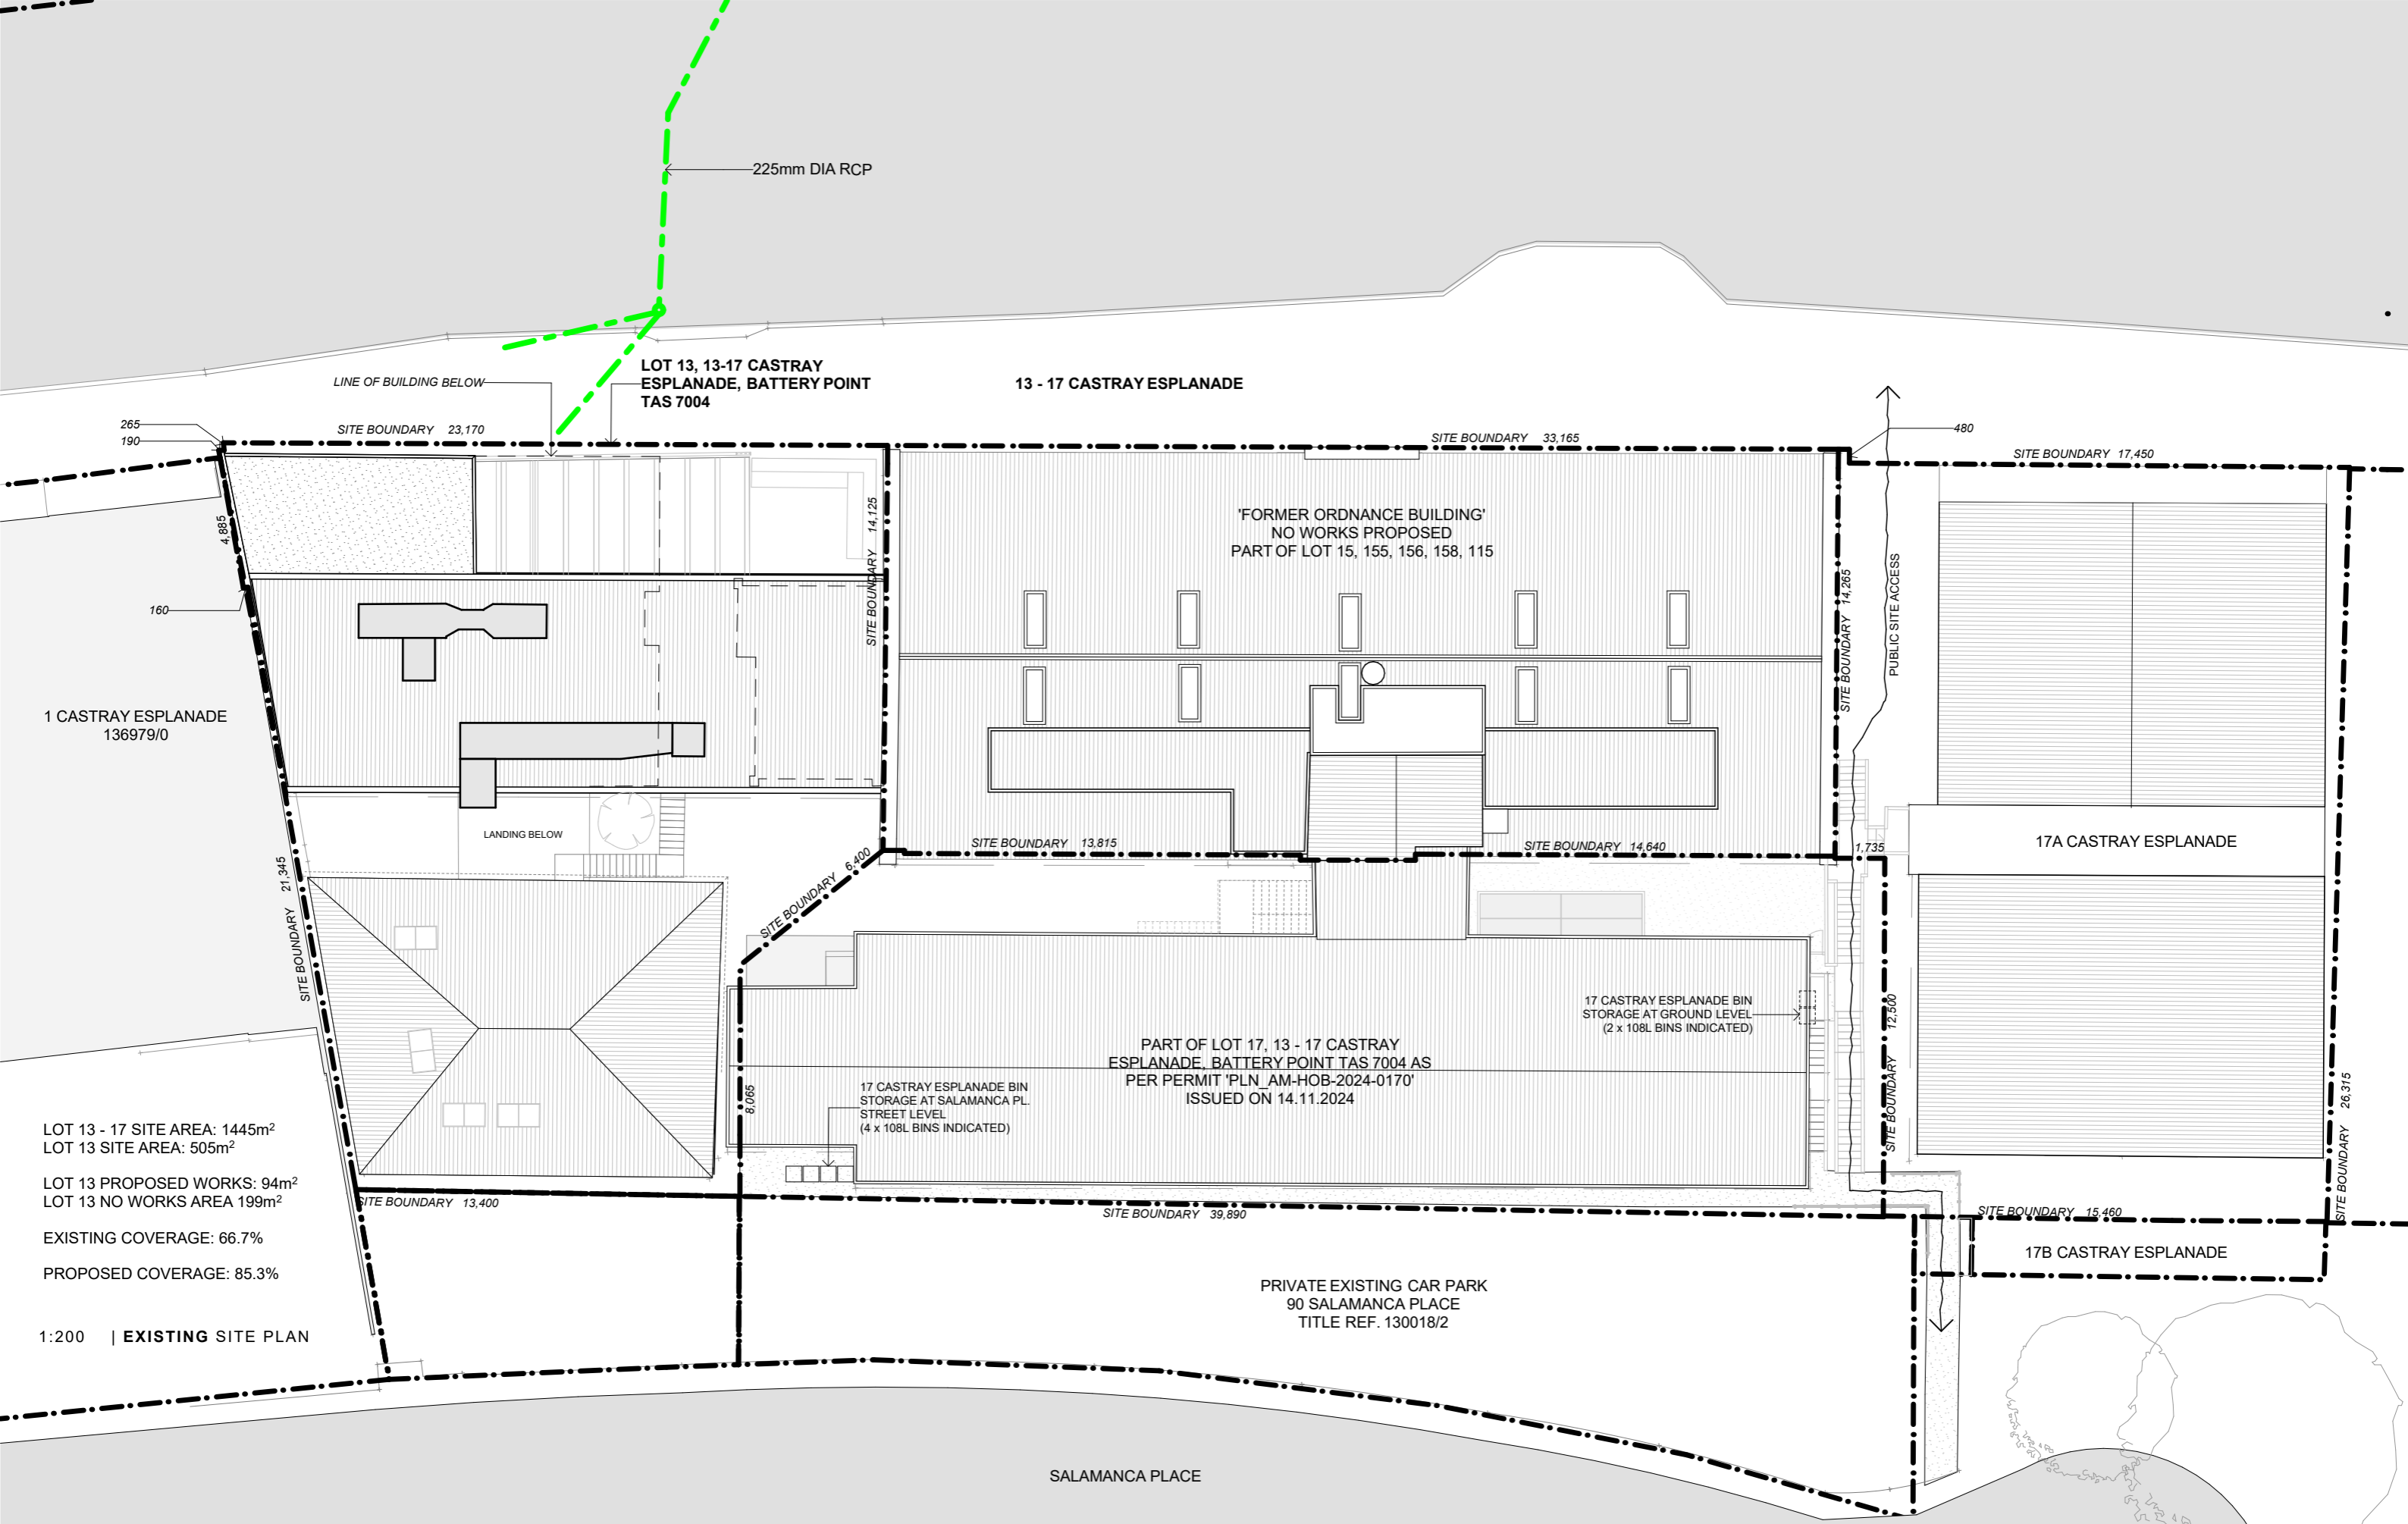 225mm DIA RCP
LINE OF BUILDING BELOW
LOT 13, 13-17 CASTRAY
ESPLANADE, BATTERY POINT
TAS 7004
13 - 17 CASTRAY ESPLANADE
265
190
SITE BOUNDARY 23,170
SITE BOUNDARY 33,165
480
SITE BOUNDARY 17,450
4,885
SITE BOUNDARY 14,125
'FORMER ORDNANCE BUILDING'
NO WORKS PROPOSED
PART OF LOT 15, 155, 156, 158, 115
SITE BOUNDARY 14,265
PUBLIC SITE ACCESS
160
1 CASTRAY ESPLANADE
136979/0
LANDING BELOW
SITE BOUNDARY 21,345
SITE BOUNDARY 6,400
SITE BOUNDARY 13,815
SITE BOUNDARY 14,640
1,735
17A CASTRAY ESPLANADE
17 CASTRAY ESPLANADE BIN
STORAGE AT GROUND LEVEL
(2 x 108L BINS INDICATED)
SITE BOUNDARY 12,500
PART OF LOT 17, 13 - 17 CASTRAY
ESPLANADE, BATTERY POINT TAS 7004 AS
PER PERMIT 'PLN_AM-HOB-2024-0170'
ISSUED ON 14.11.2024
8,065
17 CASTRAY ESPLANADE BIN
STORAGE AT SALAMANCA PL.
STREET LEVEL
(4 x 108L BINS INDICATED)
SITE BOUNDARY 26,315
LOT 13 - 17 SITE AREA: 1445m²
LOT 13 SITE AREA: 505m²
LOT 13 PROPOSED WORKS: 94m²
LOT 13 NO WORKS AREA 199m²
EXISTING COVERAGE: 66.7%
PROPOSED COVERAGE: 85.3%
SITE BOUNDARY 13,400
SITE BOUNDARY 39,890
SITE BOUNDARY 15,460
17B CASTRAY ESPLANADE
PRIVATE EXISTING CAR PARK
90 SALAMANCA PLACE
TITLE REF. 130018/2
1:200 | EXISTING SITE PLAN
SALAMANCA PLACE